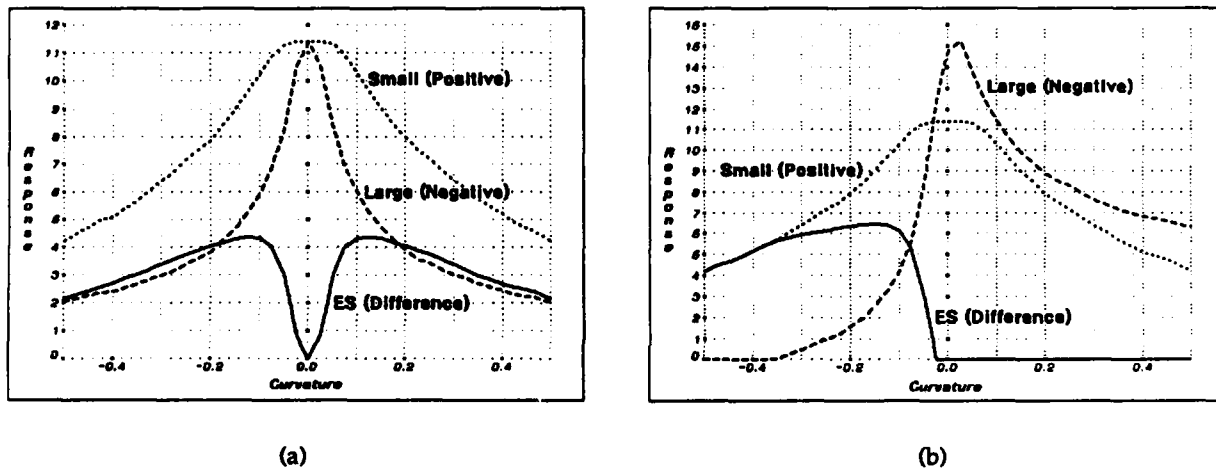 12
11
10
9
8
7
6
5
4
3
2
1
0
Response
Small (Positive)
Large (Negative)
ES (Difference)
-0.4 -0.2 0.0 0.2 0.4
Curvature
(a)
16
15
14
13
12
11
10
9
8
7
6
5
4
3
2
1
0
Response
Large (Negative)
Small (Positive)
ES (Difference)
-0.4 -0.2 0.0 0.2 0.4
Curvature
(b)